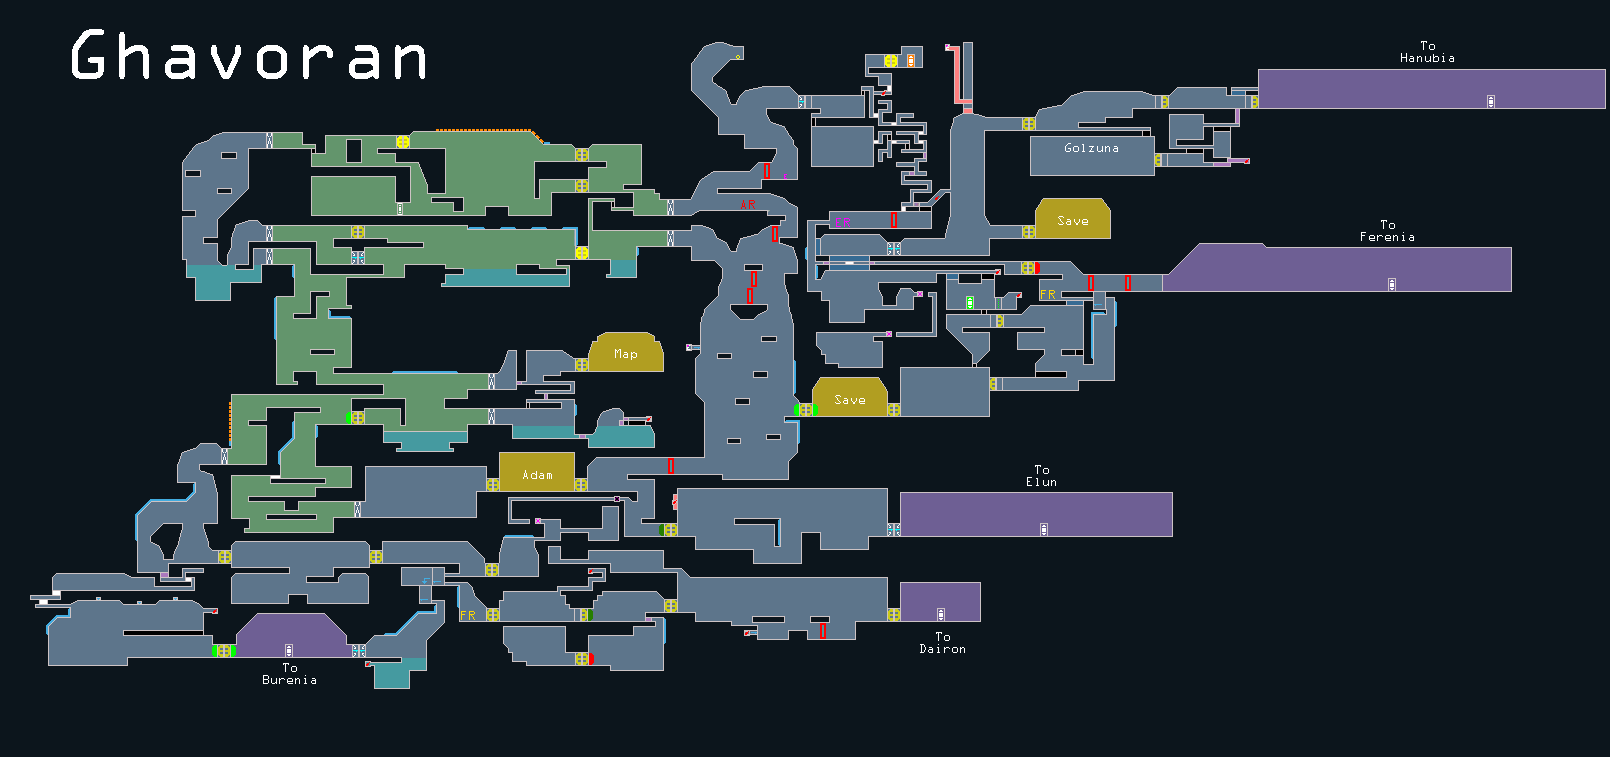 Ghavoran
To
Hanubia
Golzuna
AR
EF
Save
To
Ferenia
FR
Map
Save
Adam
To
Elun
FR
To
Dairon
To
Burenia